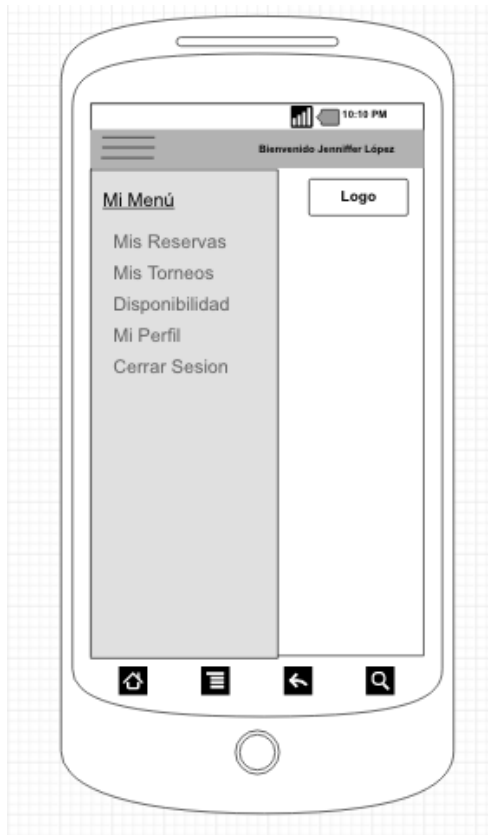 10:10 PM
Bienvenido Jenniffer López
Mi Menú
Logo
Mis Reservas
Mis Torneos
Disponibilidad
Mi Perfil
Cerrar Sesion